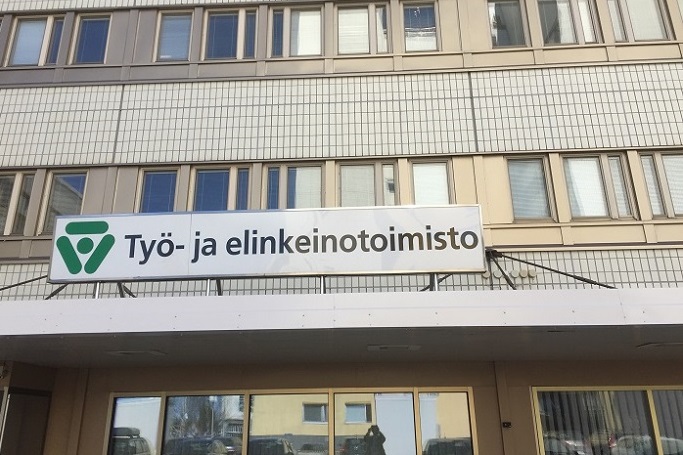 Työ- ja elinkeinotoimisto